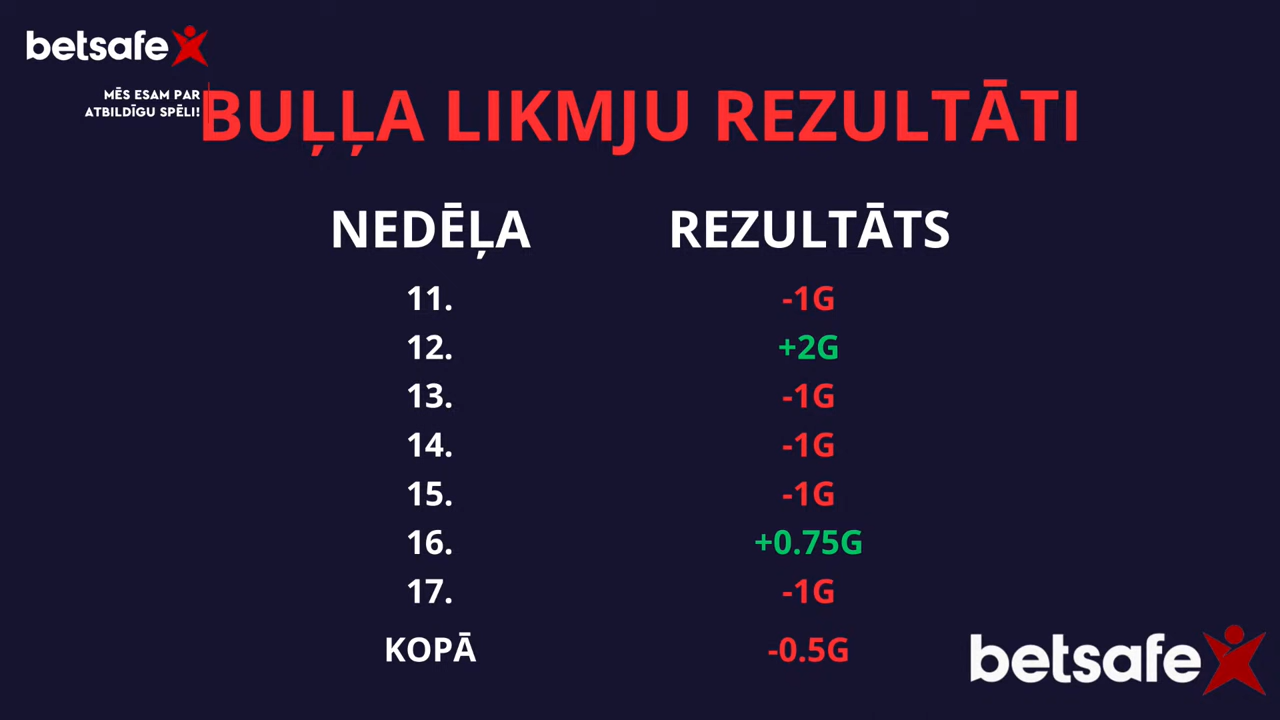 betsafe
MĒS ESAM PAR
ATBILDĪGU SPĒLI!
BUĻĻA LIKMJU REZULTĀTI
NEDĒĻA REZULTĀTS
11. -1G
12. +2G
13. -1G
14. -1G
15. -1G
16. +0.75G
17. -1G
KOPĀ -0.5G
betsafe